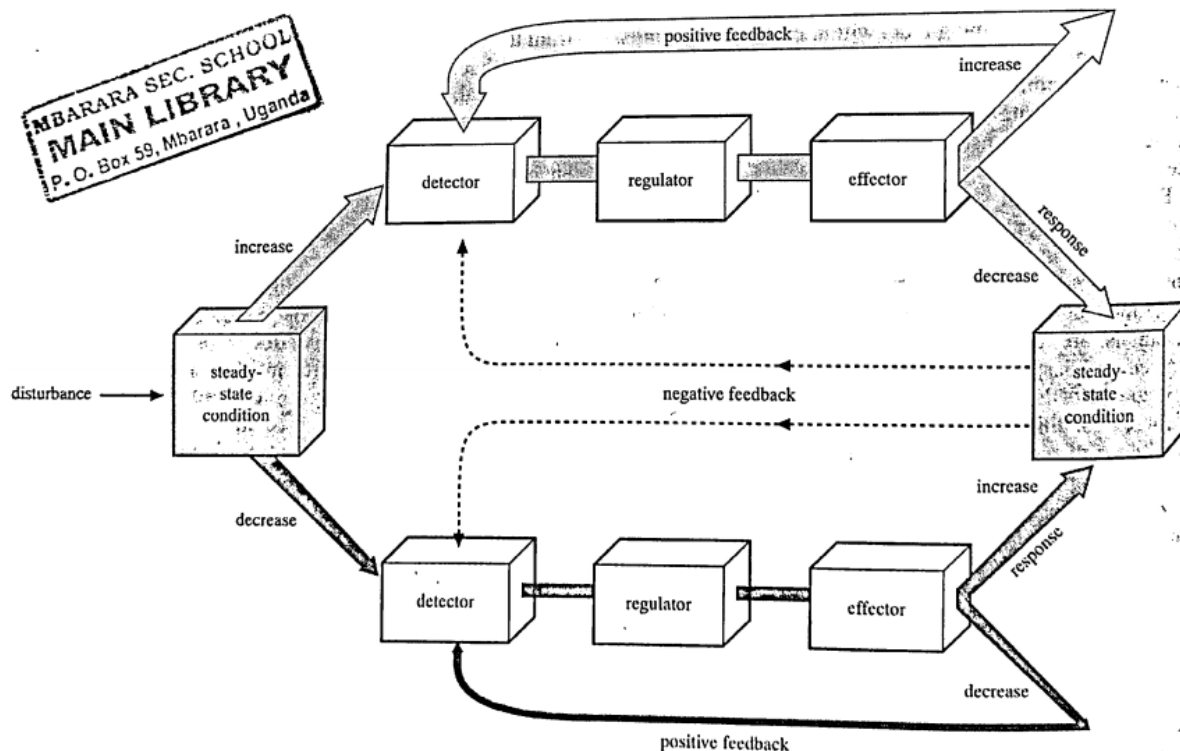 MBARARA SEC. SCHOOL
MAIN LIBRARY
P. O. Box 59, Mbarara, Uganda
positive feedback
increase
detector
regulator
effector
increase
response
decrease
steady-
state
condition
disturbance
negative feedback
steady-
state
condition
decrease
increase
response
detector
regulator
effector
decrease
positive feedback